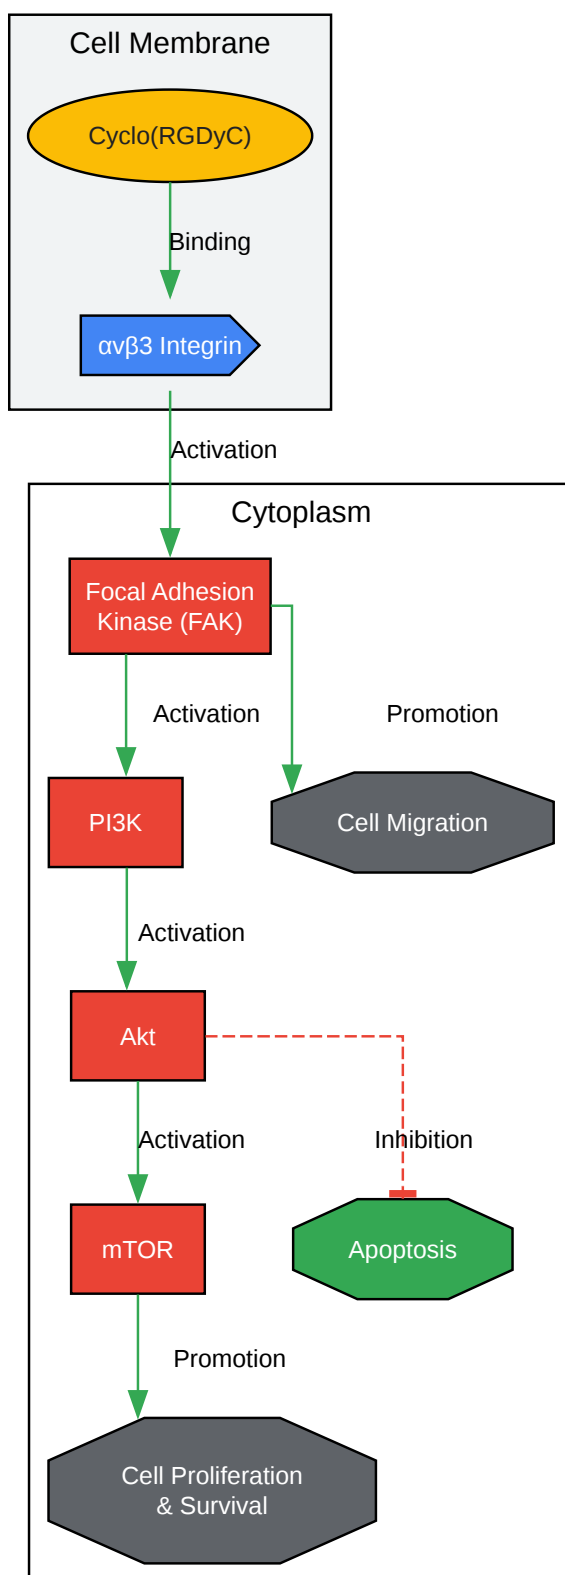 Cell Membrane
Cyclo(RGDyC)
Binding
αvβ3 Integrin
Activation
Cytoplasm
Focal Adhesion
Kinase (FAK)
Activation
Promotion
PI3K
Cell Migration
Activation
Akt
Activation
Inhibition
mTOR
Apoptosis
Promotion
Cell Proliferation
& Survival